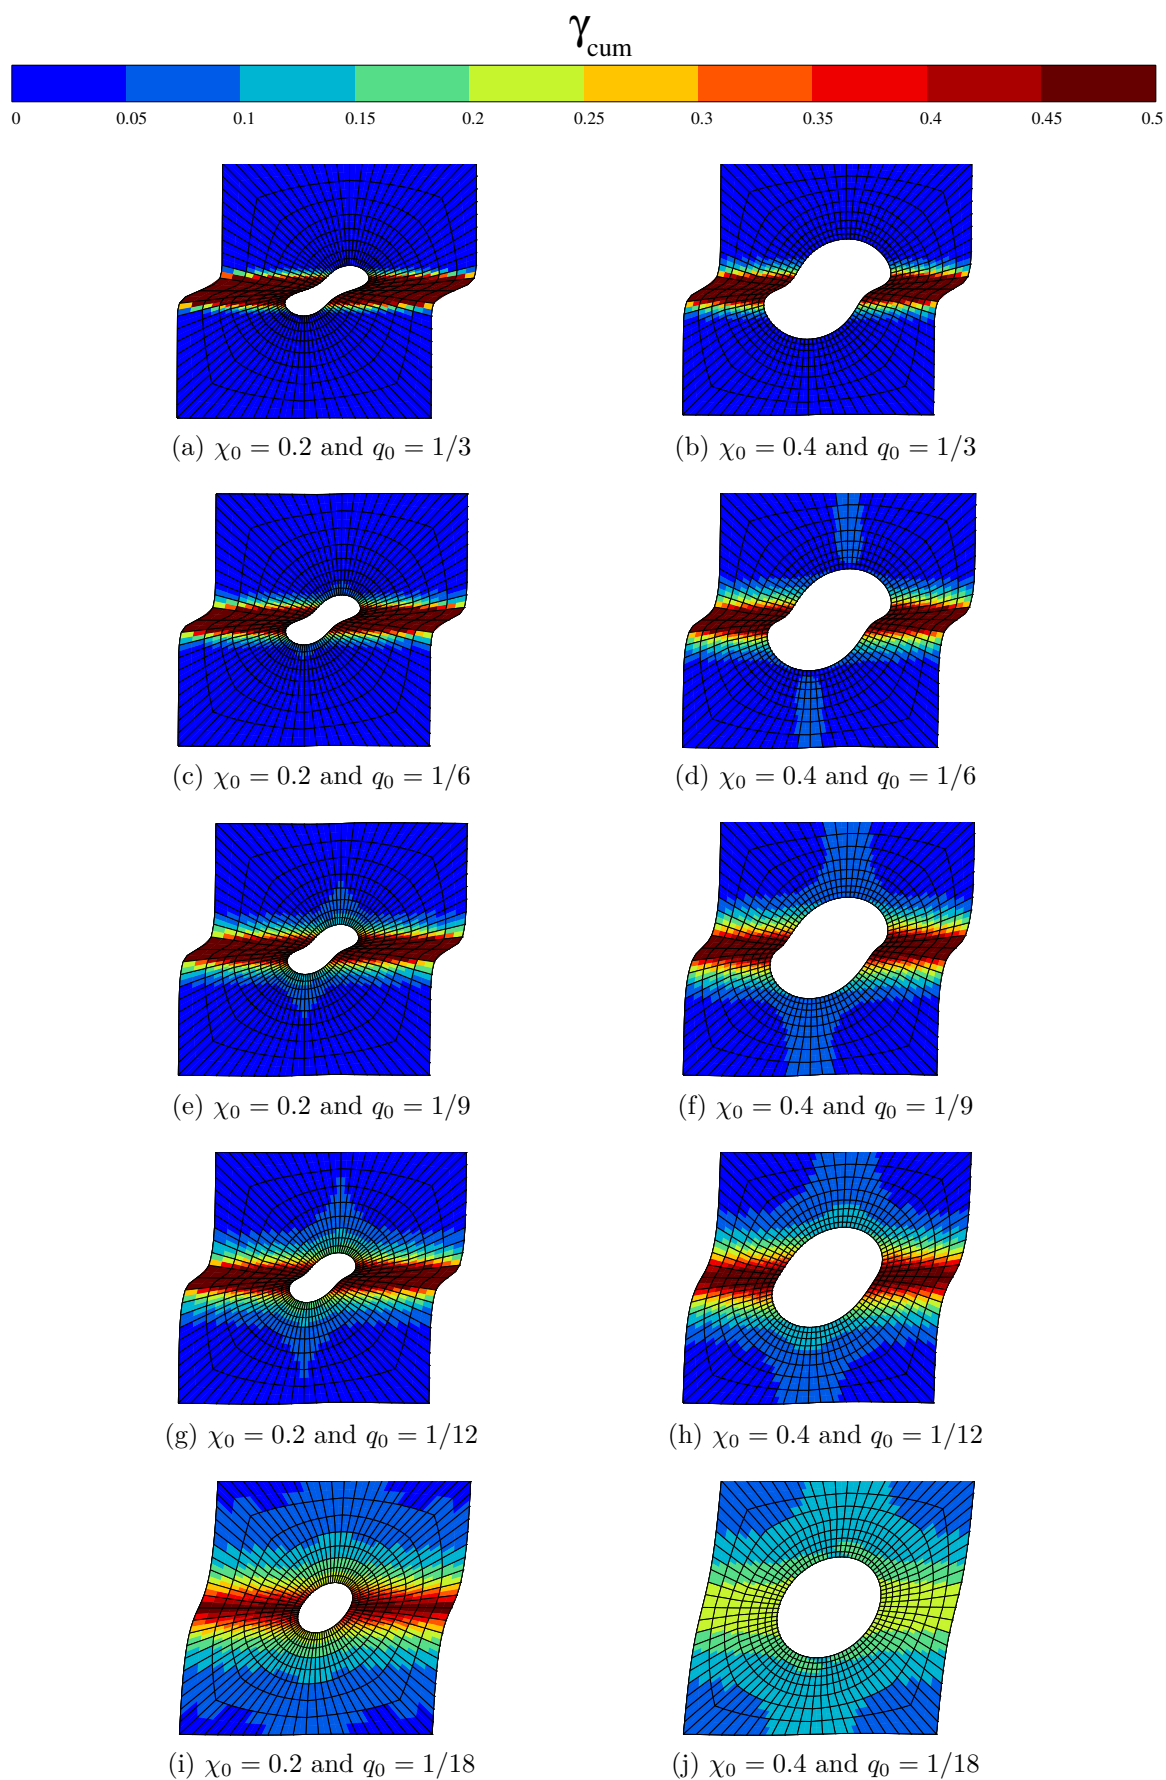 γcum
0 0.05 0.1 0.15 0.2 0.25 0.3 0.35 0.4 0.45 0.5
(a) χ0 = 0.2 and q0 = 1/3
(b) χ0 = 0.4 and q0 = 1/3
(c) χ0 = 0.2 and q0 = 1/6
(d) χ0 = 0.4 and q0 = 1/6
(e) χ0 = 0.2 and q0 = 1/9
(f) χ0 = 0.4 and q0 = 1/9
(g) χ0 = 0.2 and q0 = 1/12
(h) χ0 = 0.4 and q0 = 1/12
(i) χ0 = 0.2 and q0 = 1/18
(j) χ0 = 0.4 and q0 = 1/18